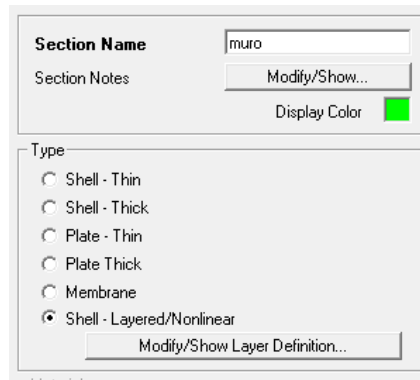 Section Name muro
Section Notes Modify/Show...
Display Color
Type
Shell - Thin
Shell - Thick
Plate - Thin
Plate Thick
Membrane
Shell - Layered/Nonlinear
Modify/Show Layer Definition...